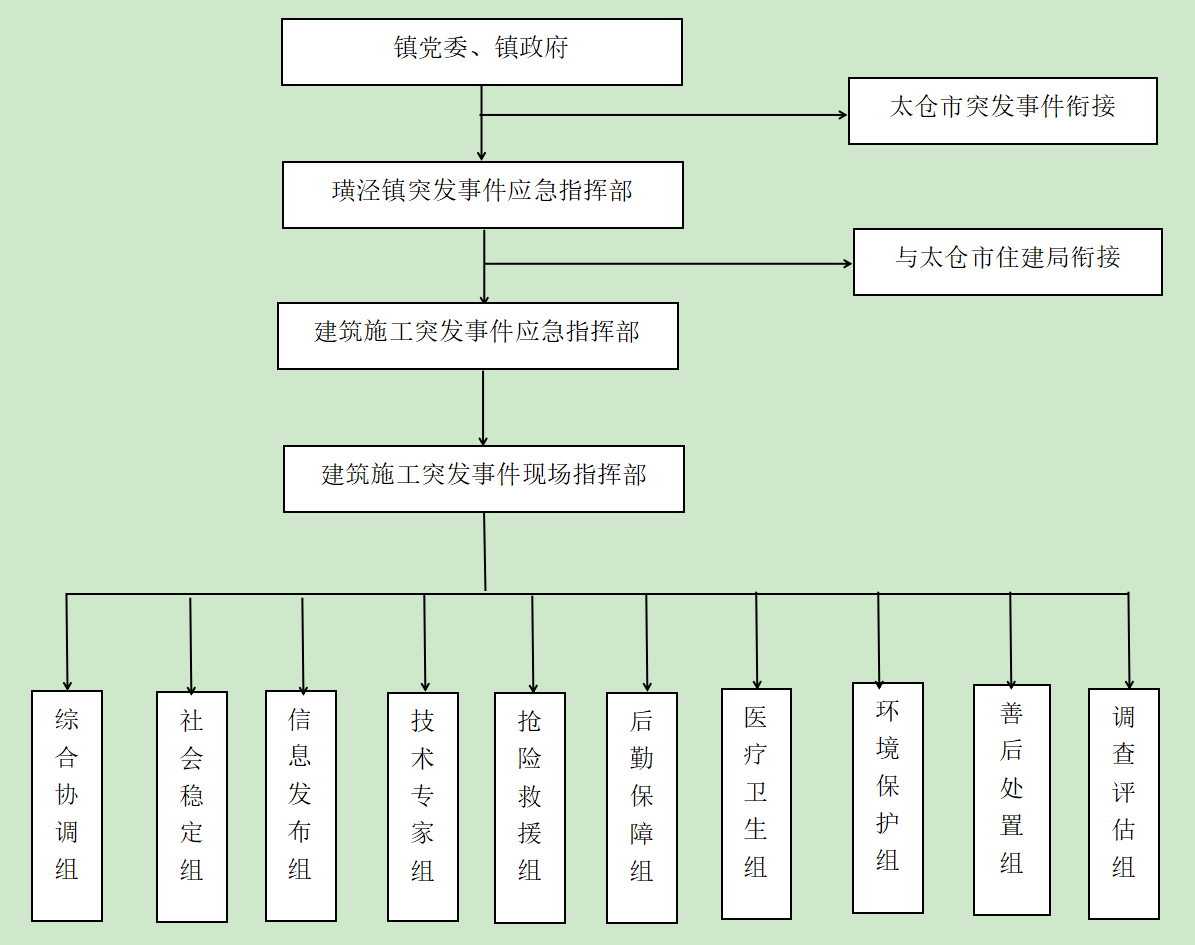 镇党委、镇政府
太仓市突发事件衔接
璜泾镇突发事件应急指挥部
与太仓市住建局衔接
建筑施工突发事件应急指挥部
建筑施工突发事件现场指挥部
综合协调组
社会稳定组
信息发布组
技术专家组
抢险救援组
后勤保障组
医疗卫生组
环境保护组
善后处置组
调查评估组